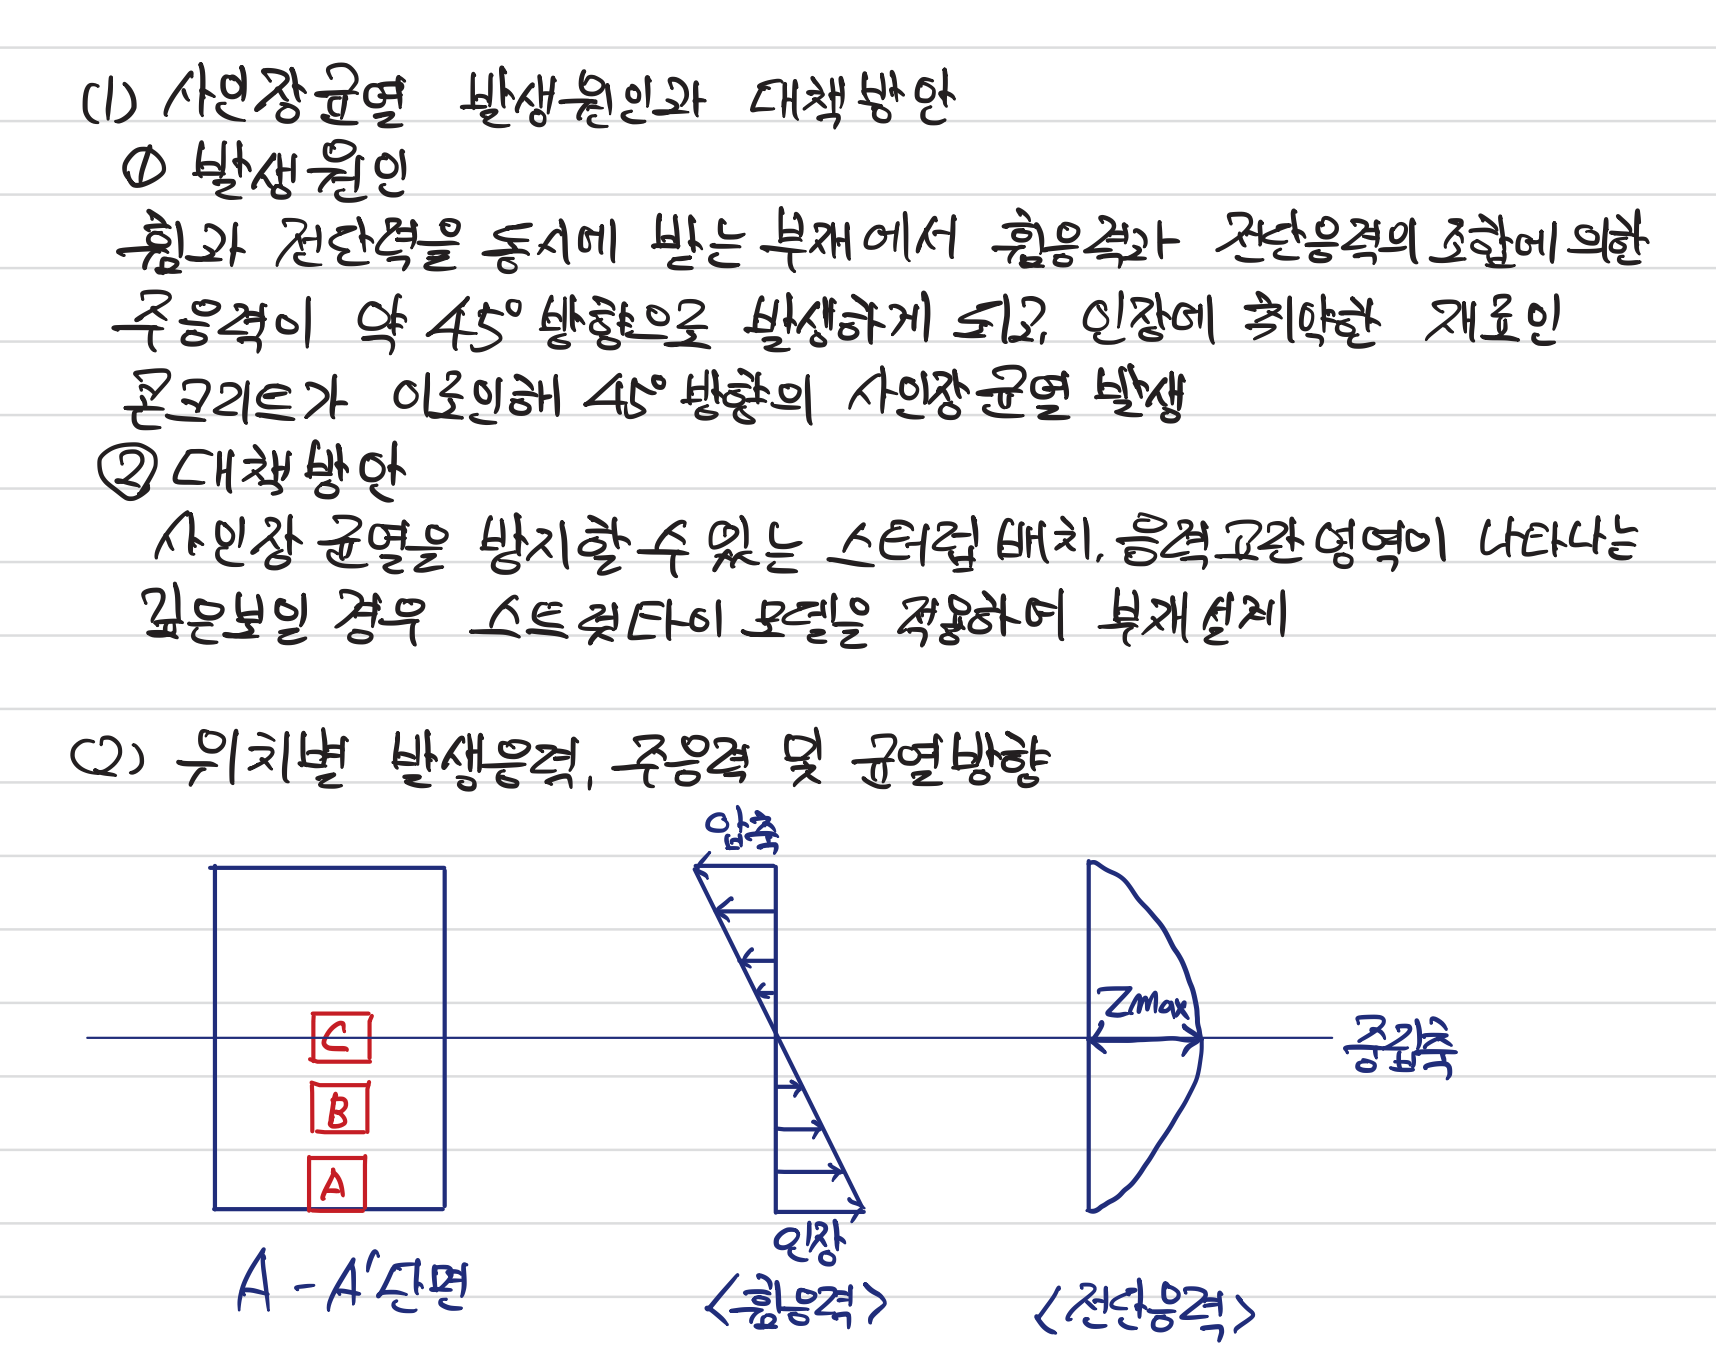 (1) 사인장균열 발생원인과 대책방안
① 발생원인
휨과 전단력을 동시에 받는 부재에서 휨응력과 전단응력의 조합에 의한
주응력이 약 45° 방향으로 발생하게 되고, 인장에 취약한 재료인
콘크리트가 이로인해 45° 방향의 사인장균열 발생
② 대책방안
사인장 균열을 방지할 수 있는 스터럽 배치, 응력교란영역이 나타나는
깊은보일 경우 스트럿타이 모델을 적용하여 부재설계
(2) 위치별 발생응력, 주응력 및 균열방향
압축
C
B
A
Zmax
중립축
인장
A - A' 단면
<휨응력>
<전단응력>